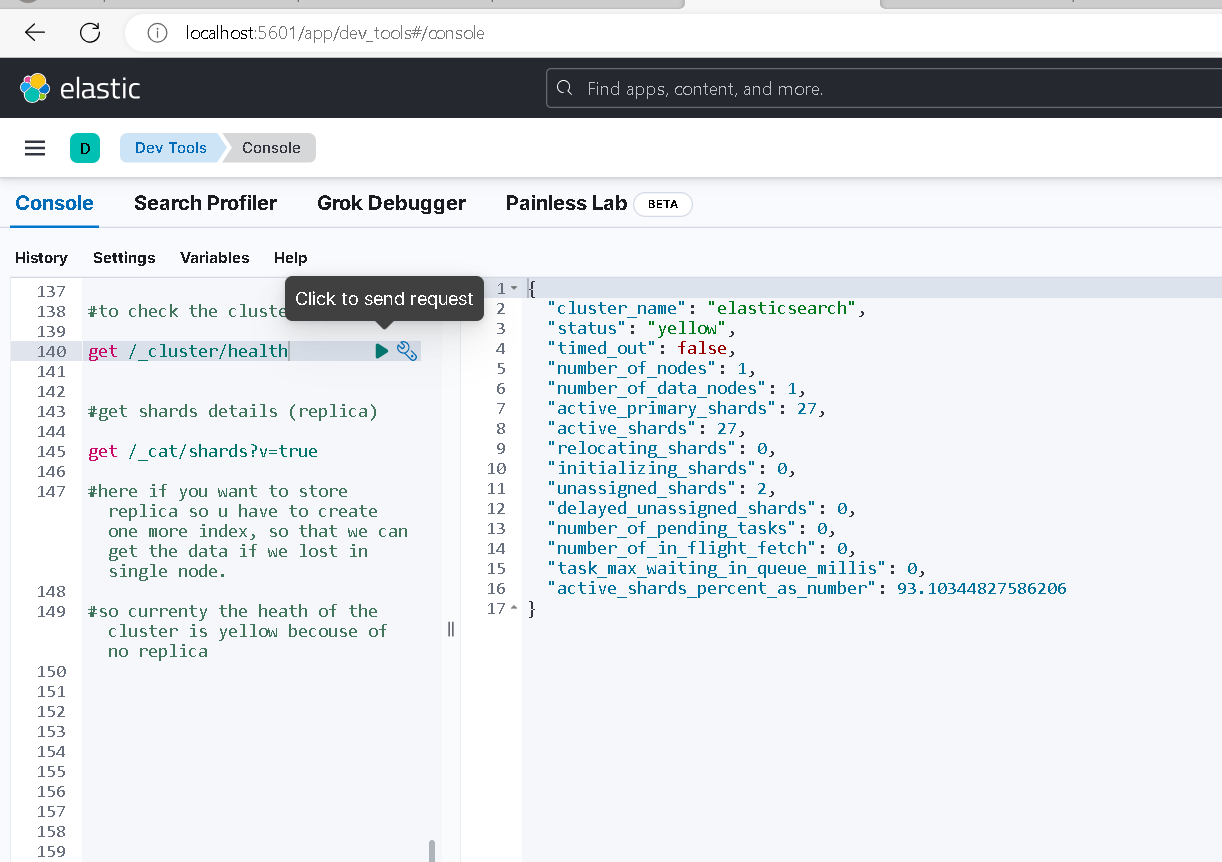 localhost:5601/app/dev_tools#/console
elastic
Find apps, content, and more.
D
Dev Tools
Console
Console
Search Profiler
Grok Debugger
Painless Lab
BETA
History
Settings
Variables
Help
Click to send request
137
138 #to check the cluste
139
140 get /_cluster/health
141
142
143 #get shards details (replica)
144
145 get /_cat/shards?v=true
146
147 #here if you want to store
replica so u have to create
one more index, so that we can
get the data if we lost in
single node.
148
149 #so currenty the heath of the
cluster is yellow becouse of
no replica
150
151
152
153
154
155
156
157
158
159
1 {
2 "cluster_name": "elasticsearch",
3 "status": "yellow",
4 "timed_out": false,
5 "number_of_nodes": 1,
6 "number_of_data_nodes": 1,
7 "active_primary_shards": 27,
8 "active_shards": 27,
9 "relocating_shards": 0,
10 "initializing_shards": 0,
11 "unassigned_shards": 2,
12 "delayed_unassigned_shards": 0,
13 "number_of_pending_tasks": 0,
14 "number_of_in_flight_fetch": 0,
15 "task_max_waiting_in_queue_millis": 0,
16 "active_shards_percent_as_number": 93.10344827586206
17 }